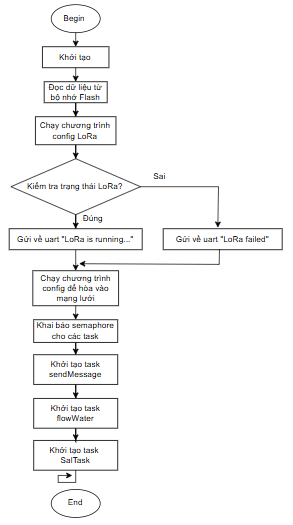 Begin
Khởi tạo
Đọc dữ liệu từ
bộ nhớ Flash
Chạy chương trình
config LoRa
Kiểm tra trạng thái LoRa?
Sai
Đúng
Gửi về uart "LoRa is running..."
Gửi về uart "LoRa failed"
Chạy chương trình
config để hòa vào
mạng lưới
Khai báo semaphore
cho các task
Khởi tạo task
sendMessage
Khởi tạo task
flowWater
Khởi tạo task
SalTask
End